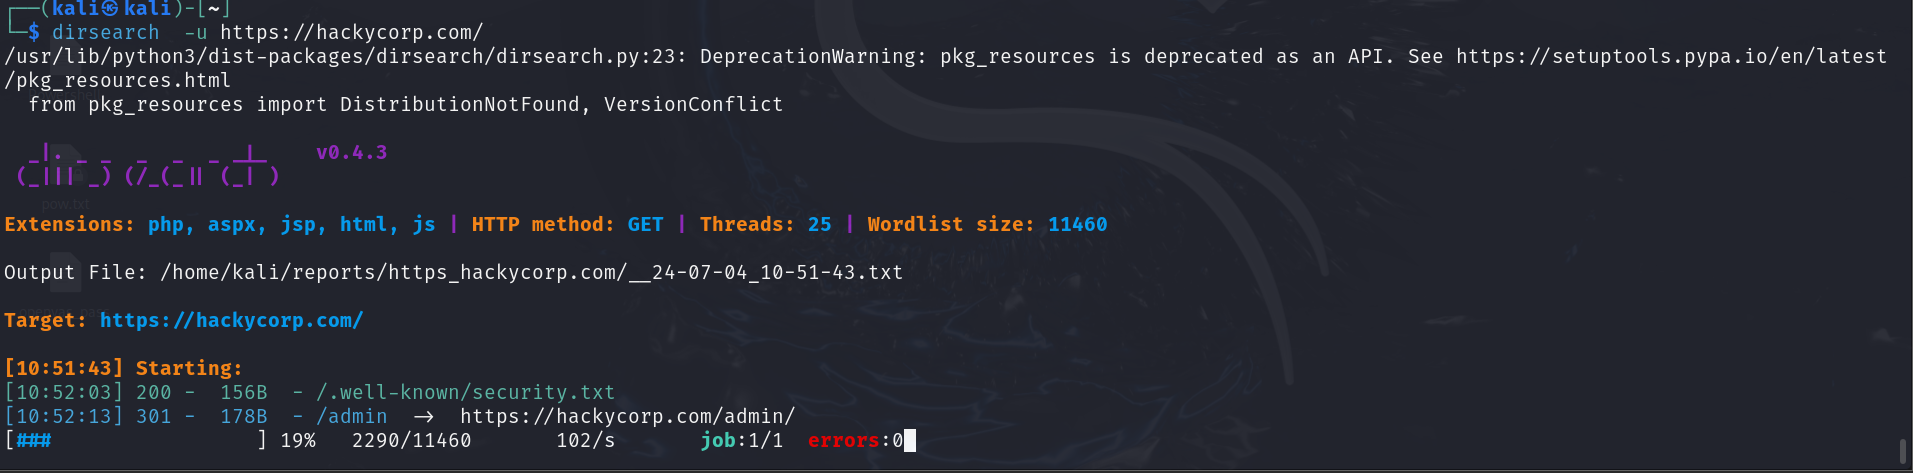 ┌──(kali㉿kali)-[~]
└─$ dirsearch  -u https://hackycorp.com/
/usr/lib/python3/dist-packages/dirsearch/dirsearch.py:23: DeprecationWarning: pkg_resources is deprecated as an API. See https://setuptools.pypa.io/en/latest
/pkg_resources.html
  from pkg_resources import DistributionNotFound, VersionConflict
  _|. _ _  _  _  _ _|_    v0.4.3
 (_||| _) (/_(_|| (_| )
pow.txt
Extensions: php, aspx, jsp, html, js | HTTP method: GET | Threads: 25 | Wordlist size: 11460
Output File: /home/kali/reports/https_hackycorp.com/__24-07-04_10-51-43.txt
Target: https://hackycorp.com/
[10:51:43] Starting:
[10:52:03] 200 -  156B  - /.well-known/security.txt
[10:52:13] 301 -  178B  - /admin  ->  https://hackycorp.com/admin/
[###                 ] 19%   2290/11460       102/s       job:1/1  errors:0